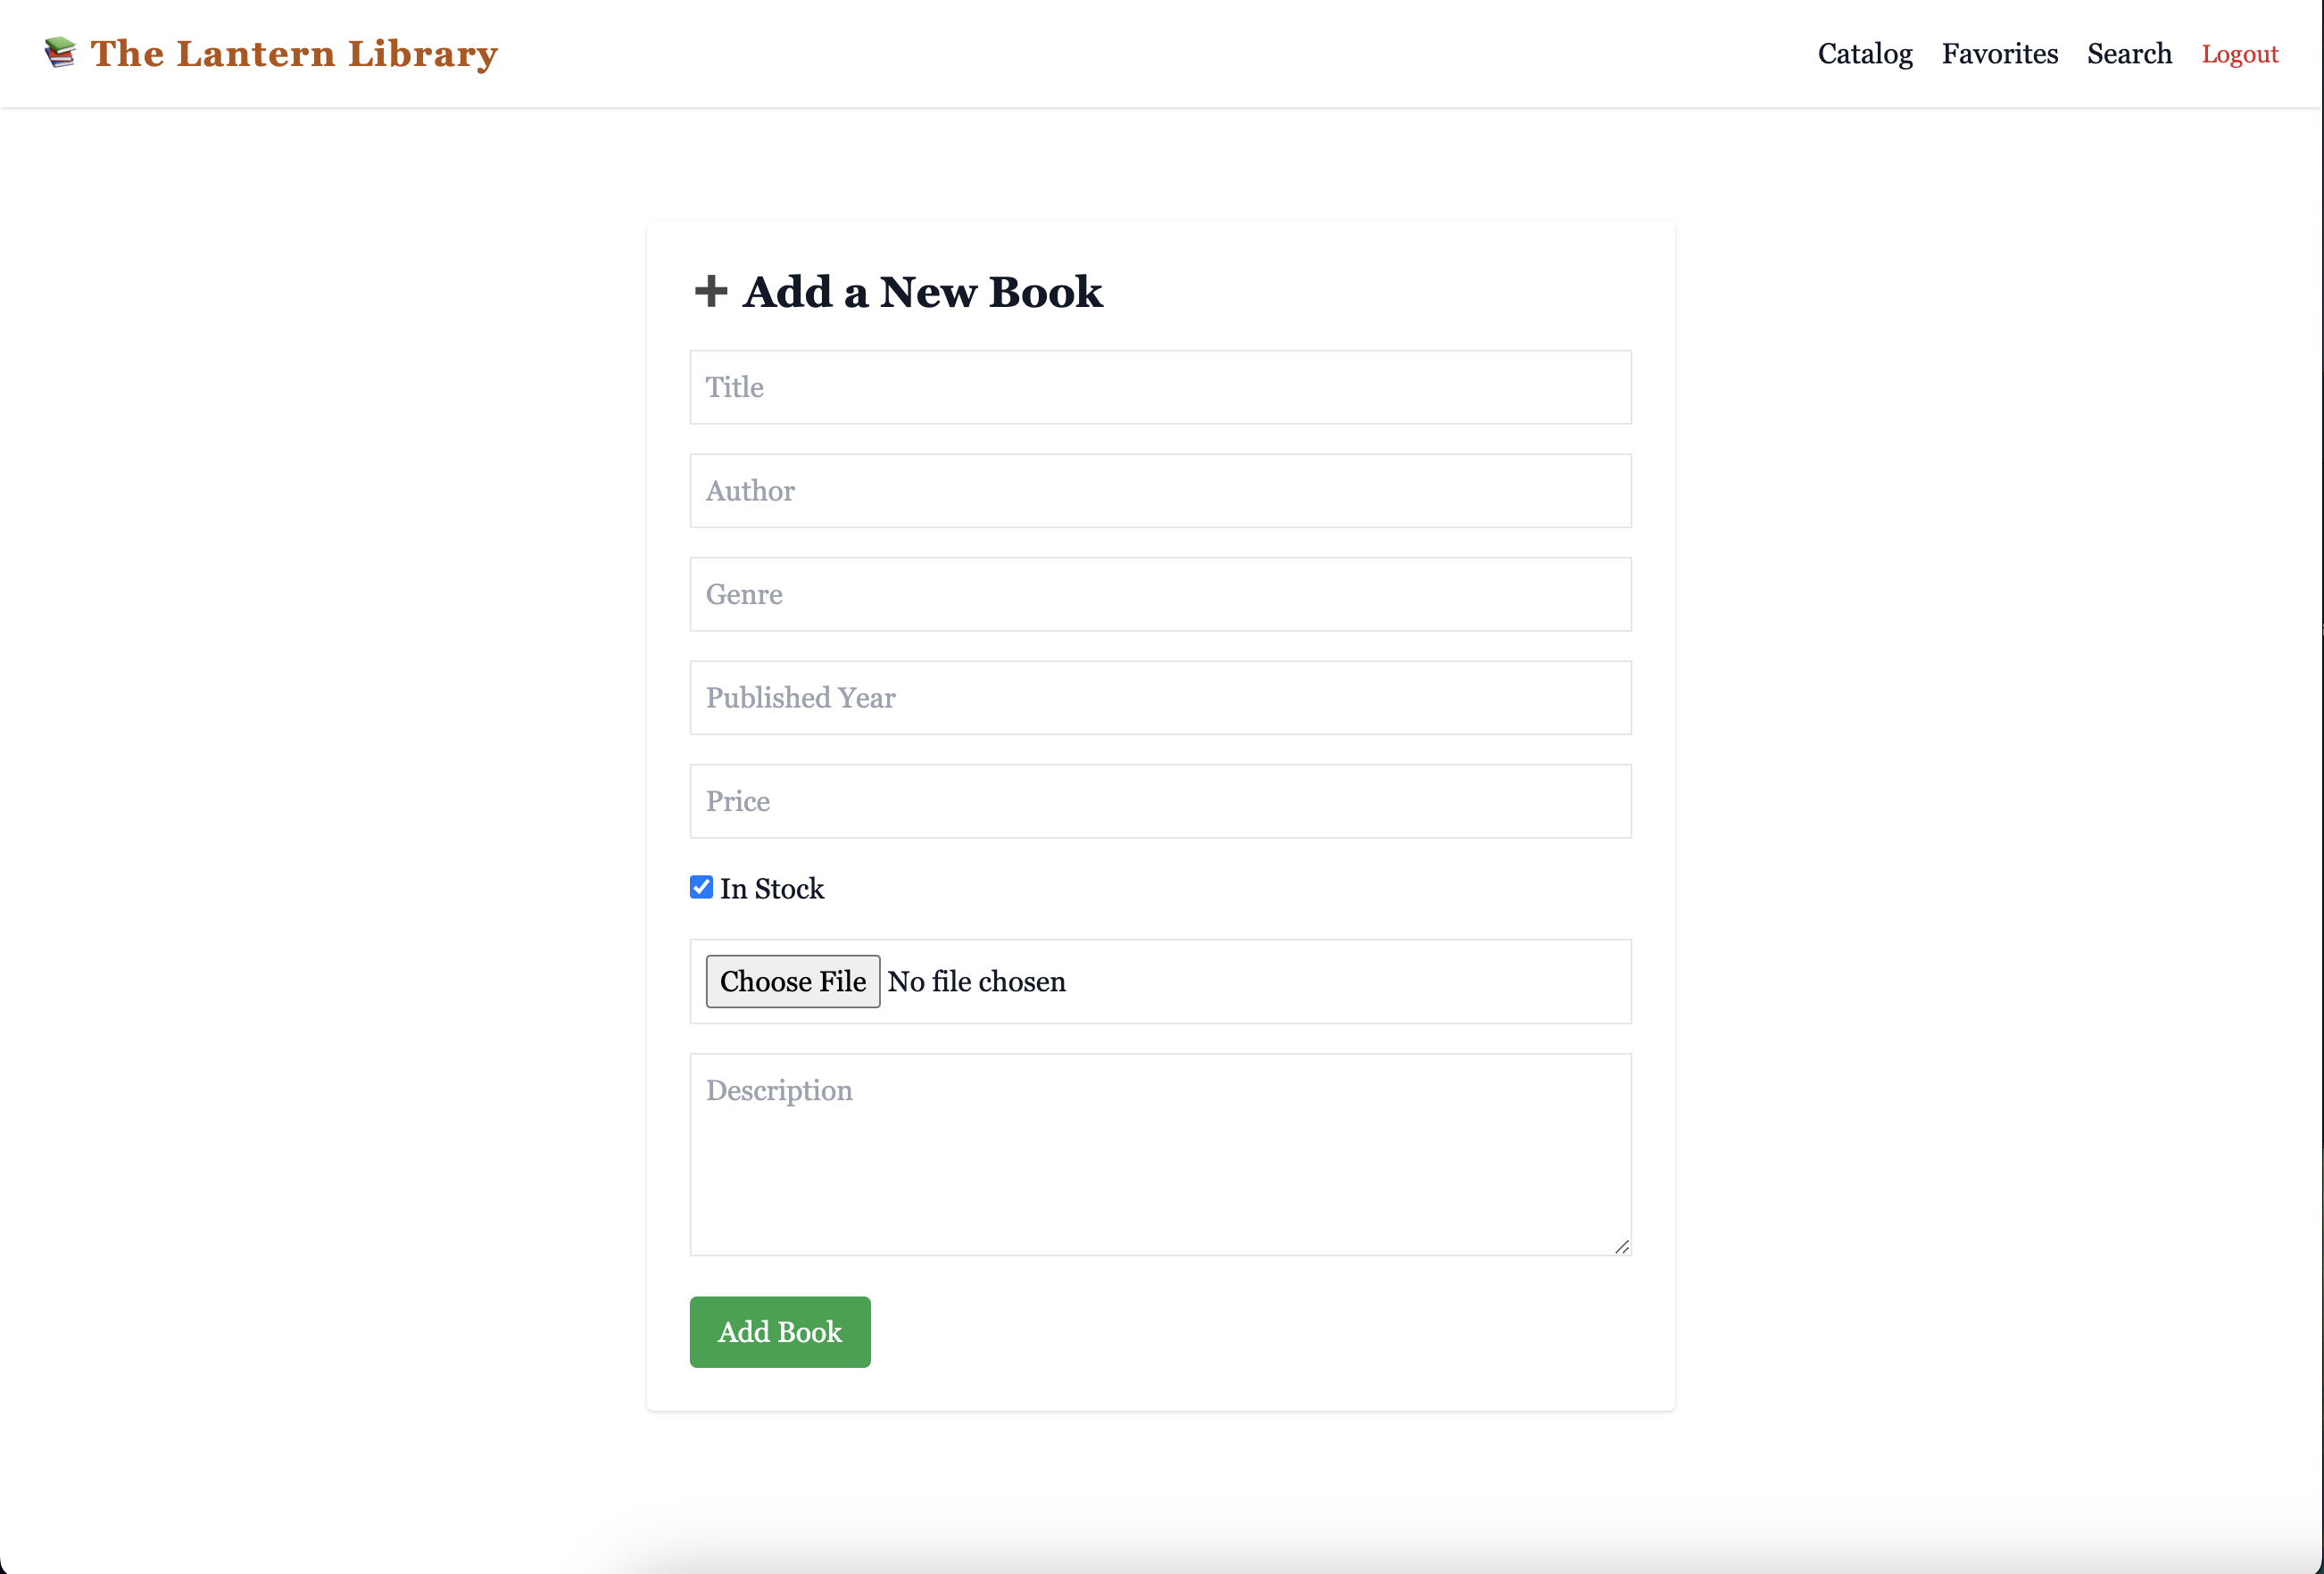 The Lantern Library
Catalog Favorites Search Logout
Add a New Book
Title
Author
Genre
Published Year
Price
In Stock
Choose File No file chosen
Description
Add Book